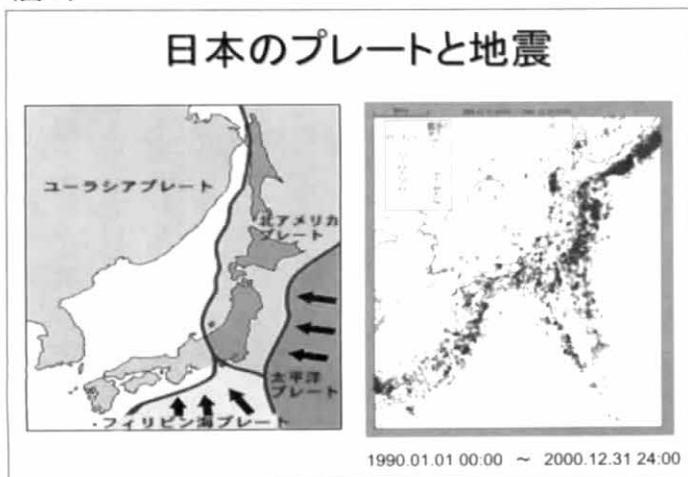 日本のプレートと地震
ユーラシアプレート
北アメリカ
プレート
太平洋
プレート
フィリピン海プレート
1990.01.01 00:00 ～ 2000.12.31 24:00